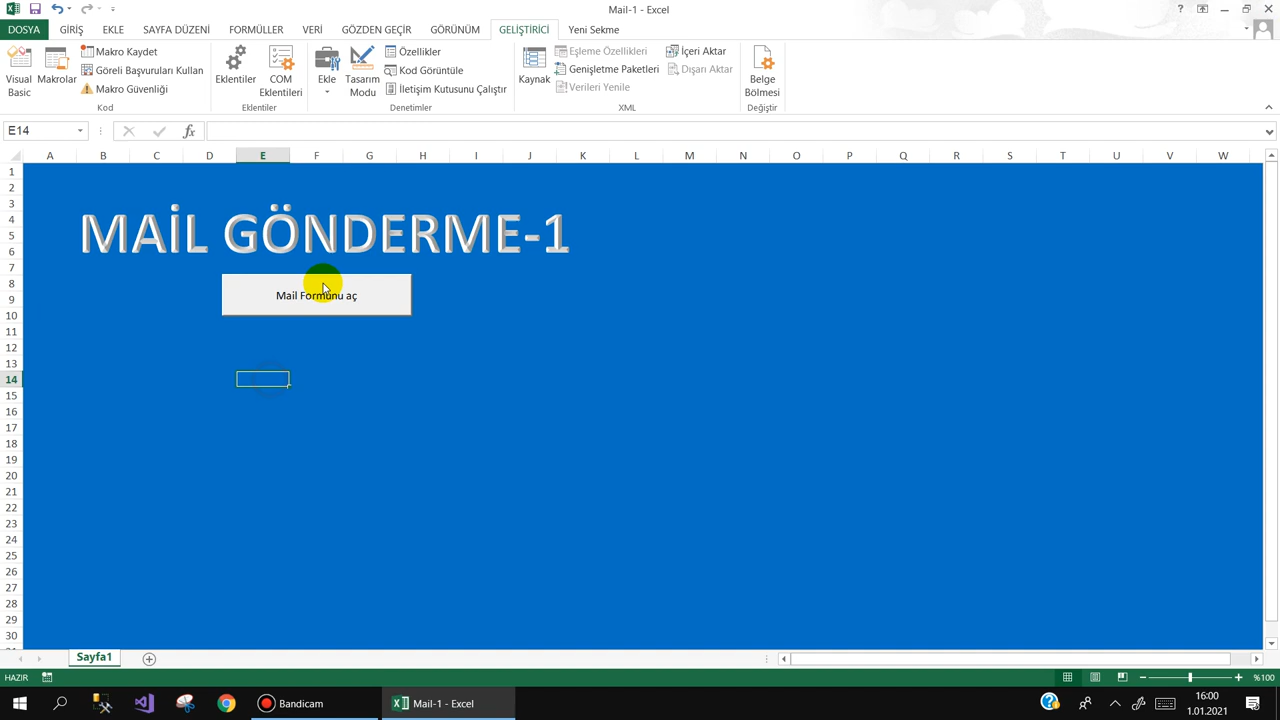 Mail-1 - Excel
DOSYA GİRİŞ EKLE SAYFA DÜZENİ FORMÜLLER VERİ GÖZDEN GEÇİR GÖRÜNÜM GELİŞTİRİCİ Yeni Sekme
Visual Basic
Makrolar
Makro Kaydet
Göreli Başvuruları Kullan
Makro Güvenliği
Kod
Eklentiler
COM Eklentileri
Eklentiler
Ekle
Tasarım Modu
Özellikler
Kod Görüntüle
İletişim Kutusunu Çalıştır
Denetimler
Kaynak
Eşleme Özellikleri
Genişletme Paketleri
Verileri Yenile
İçeri Aktar
Dışarı Aktar
XML
Belge Bölmesi
Değiştir
E14
fx
A B C D E F G H I J K L M N O P Q R S T U V W
1
2
3
4
5
6
7
8
9
10
11
12
13
14
15
16
17
18
19
20
21
22
23
24
25
26
27
28
29
30
MAİL GÖNDERME-1
Mail Formunu aç
Sayfa1
HAZIR
%100
Bandicam
Mail-1 - Excel
16:00
1.01.2021